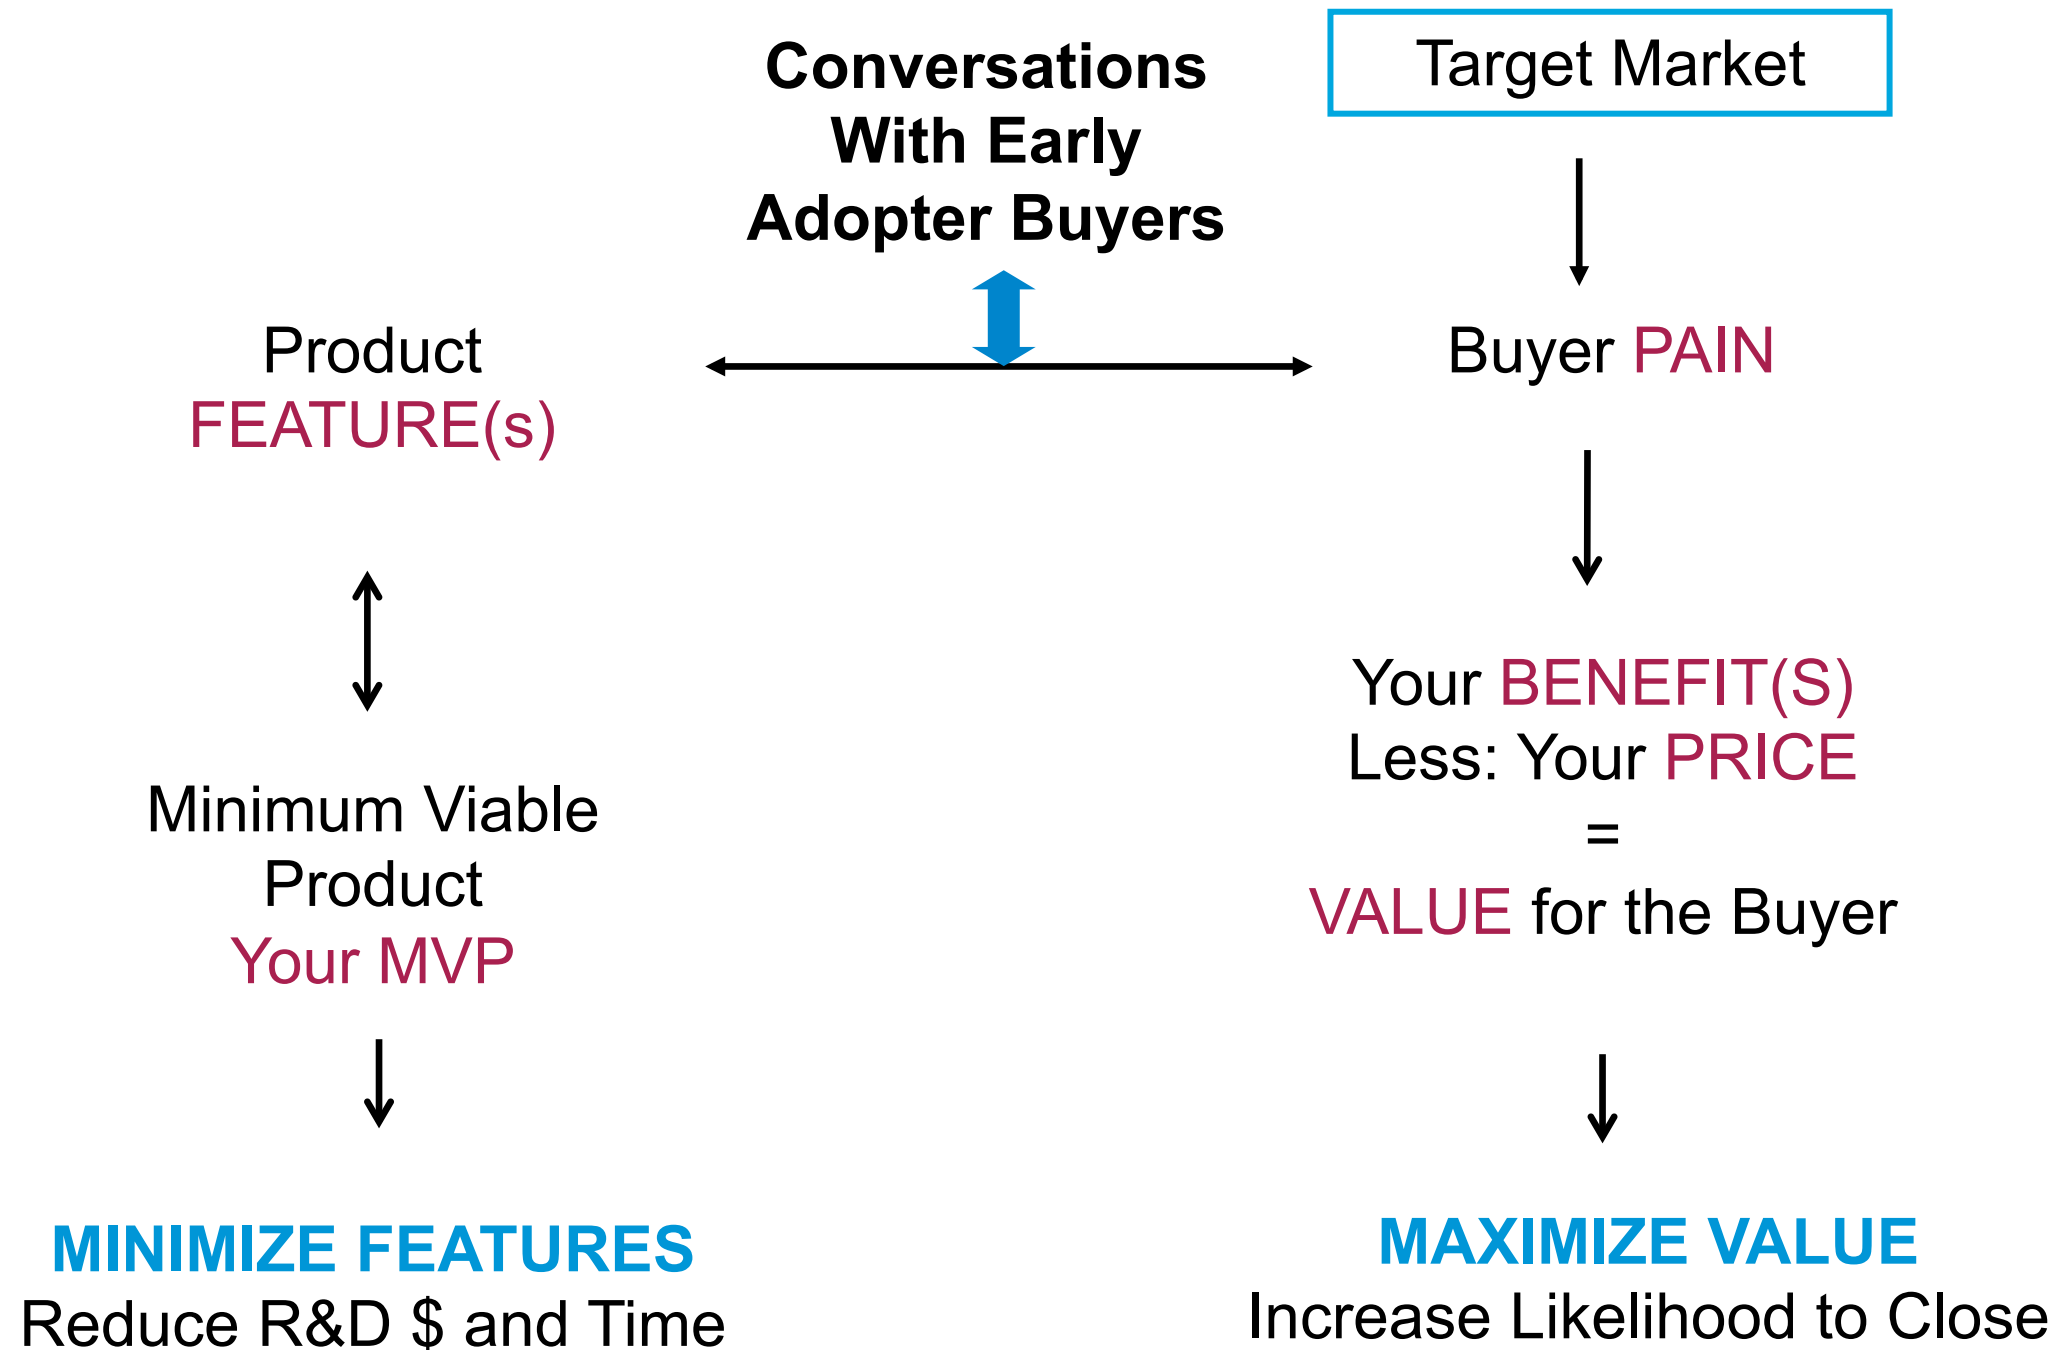 Conversations
With Early
Adopter Buyers
Target Market
Product
FEATURE(s)
Buyer PAIN
Minimum Viable
Product
Your MVP
Your BENEFIT(S)
Less: Your PRICE
=
VALUE for the Buyer
MINIMIZE FEATURES
Reduce R&D $ and Time
MAXIMIZE VALUE
Increase Likelihood to Close